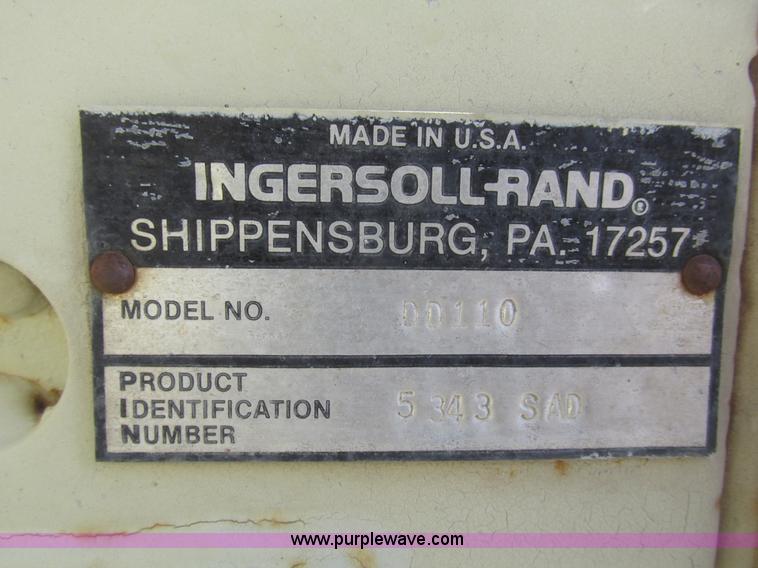 MADE IN U.S.A.
INGERSOLL-RAND®
SHIPPENSBURG, PA. 17257
MODEL NO. DD110
PRODUCT
IDENTIFICATION 5343 SAD
NUMBER
www.purplewave.com